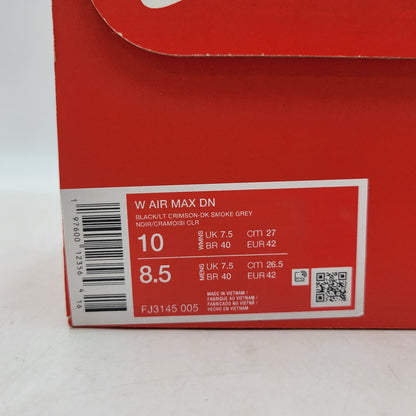 W AIR MAX DN
BLACK/LT CRIMSON-DK SMOKE GREY
NOIR/CRAMOISI CLR
10 WMNS UK 7.5 cm 27
BR 40 EUR 42
8.5 MENS UK 7.5 cm 26.5
BR 40 EUR 42
MADE IN VIETNAM /
FABRIQUE AU VIETNAM /
FABRICADO NO VIETNÃ /
HECHO EN VIETNAM
FJ3145 005
1 97600 12356 4 16